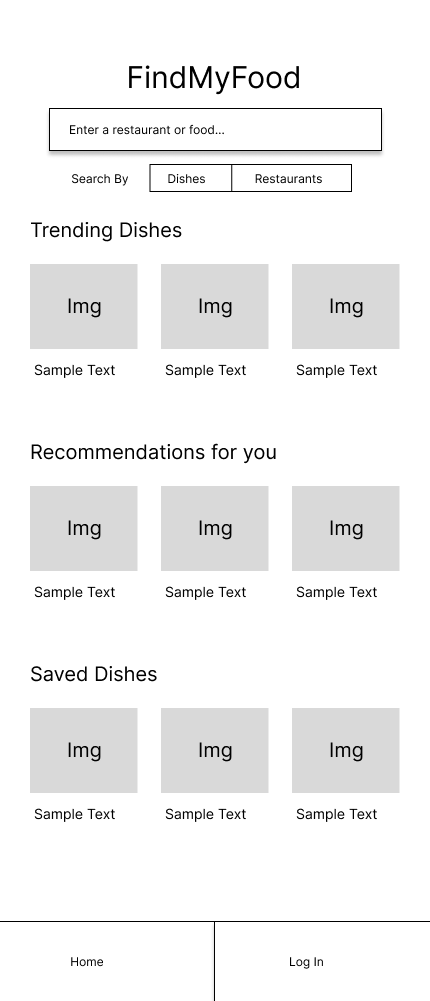 FindMyFood
Enter a restaurant or food...
Search By Dishes Restaurants
Trending Dishes
Img Img Img
Sample Text Sample Text Sample Text
Recommendations for you
Img Img Img
Sample Text Sample Text Sample Text
Saved Dishes
Img Img Img
Sample Text Sample Text Sample Text
Home Log In